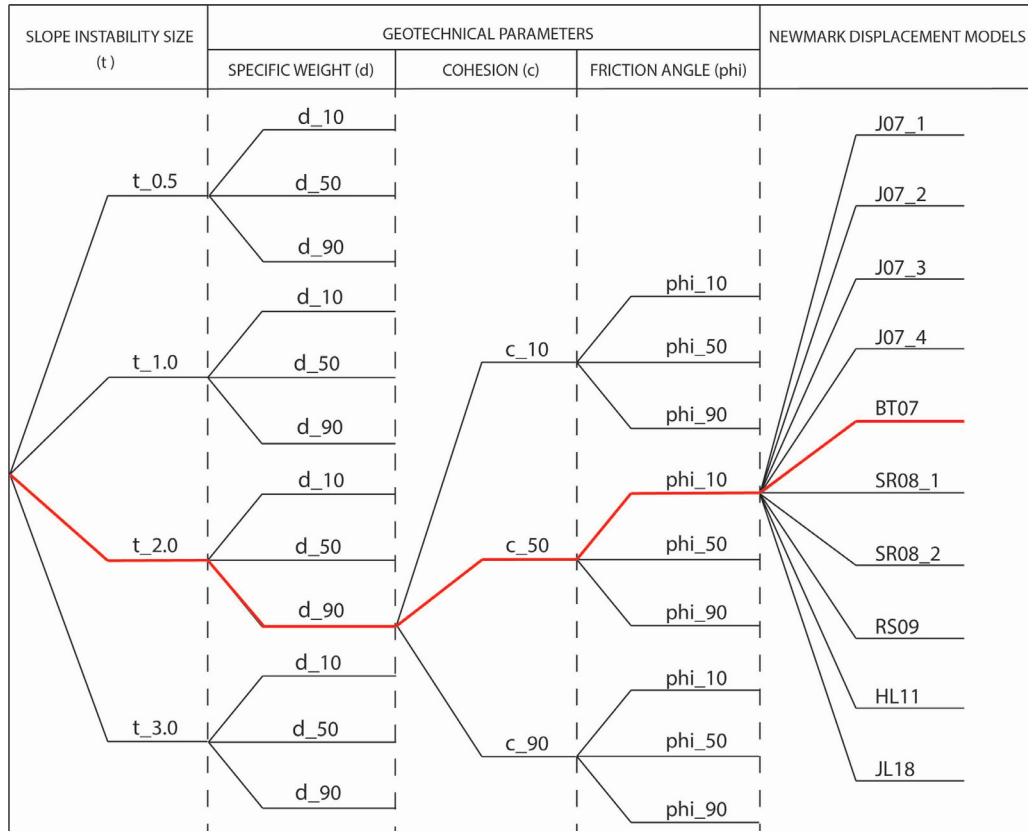 SLOPE INSTABILITY SIZE
(t )
GEOTECHNICAL PARAMETERS
NEWMARK DISPLACEMENT MODELS
SPECIFIC WEIGHT (d)
COHESION (c)
FRICTION ANGLE (phi)
t_0.5
t_1.0
t_2.0
t_3.0
d_10
d_50
d_90
d_10
d_50
d_90
d_10
d_50
d_90
d_10
d_50
d_90
c_10
c_50
c_90
phi_10
phi_50
phi_90
phi_10
phi_50
phi_90
phi_10
phi_50
phi_90
J07_1
J07_2
J07_3
J07_4
BT07
SR08_1
SR08_2
RS09
HL11
JL18